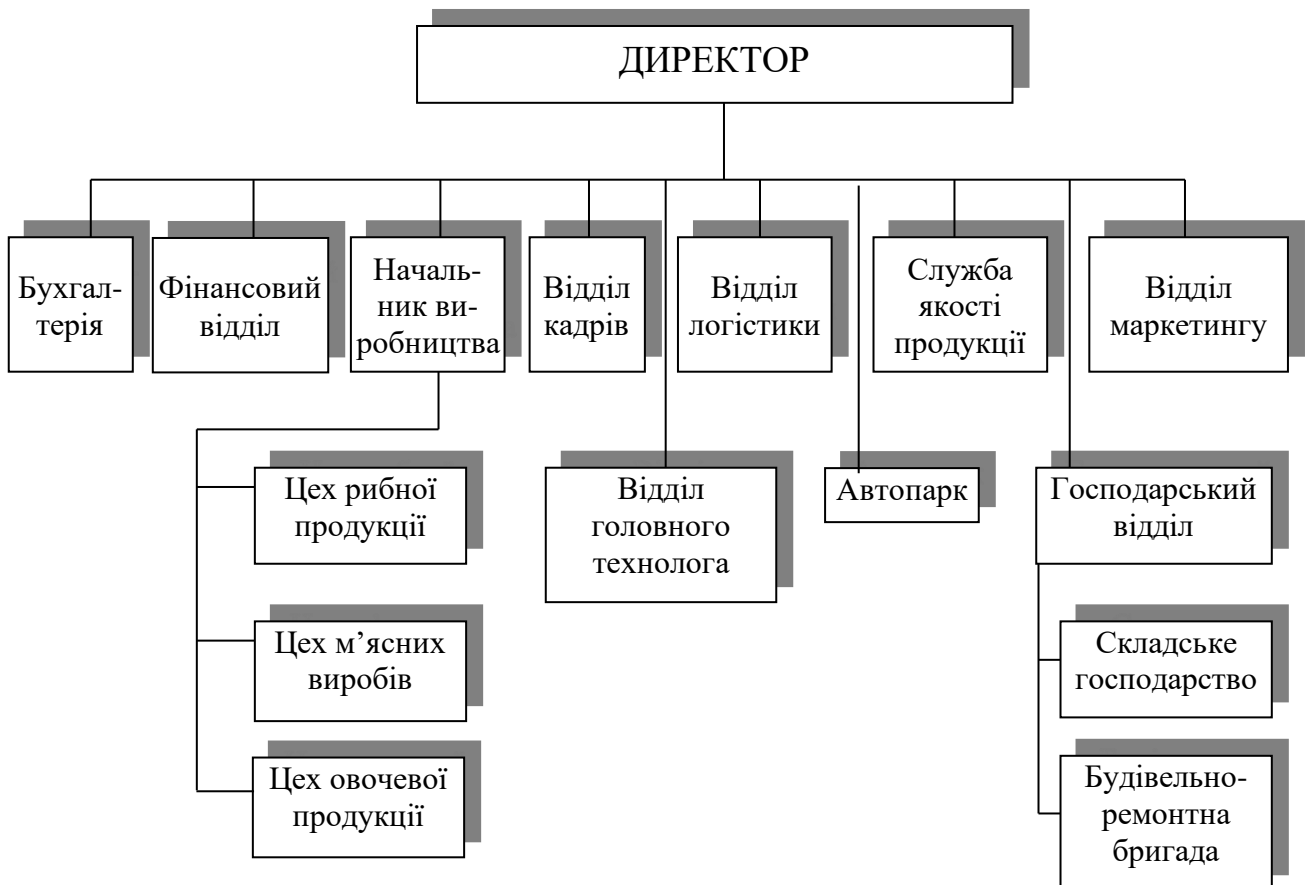 ДИРЕКТОР
Бухгал-
терія
Фінансовий
відділ
Началь-
ник ви-
робництва
Відділ
кадрів
Відділ
логістики
Служба
якості
продукції
Відділ
маркетингу
Цех рибної
продукції
Відділ
головного
технолога
Автопарк
Господарський
відділ
Цех м’ясних
виробів
Складське
господарство
Цех овочевої
продукції
Будівельно-
ремонтна
бригада